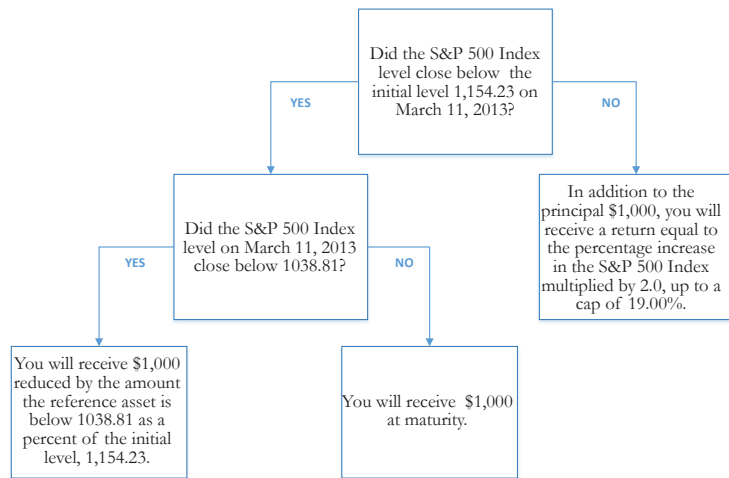 Did the S&P 500 Index
level close below the
initial level 1,154.23 on
March 11, 2013?
YES
NO
Did the S&P 500 Index
level on March 11, 2013
close below 1038.81?
In addition to the
principal $1,000, you will
receive a return equal to
the percentage increase
in the S&P 500 Index
multiplied by 2.0, up to a
cap of 19.00%.
YES
NO
You will receive $1,000
reduced by the amount
the reference asset is
below 1038.81 as a
percent of the initial
level, 1,154.23.
You will receive $1,000
at maturity.